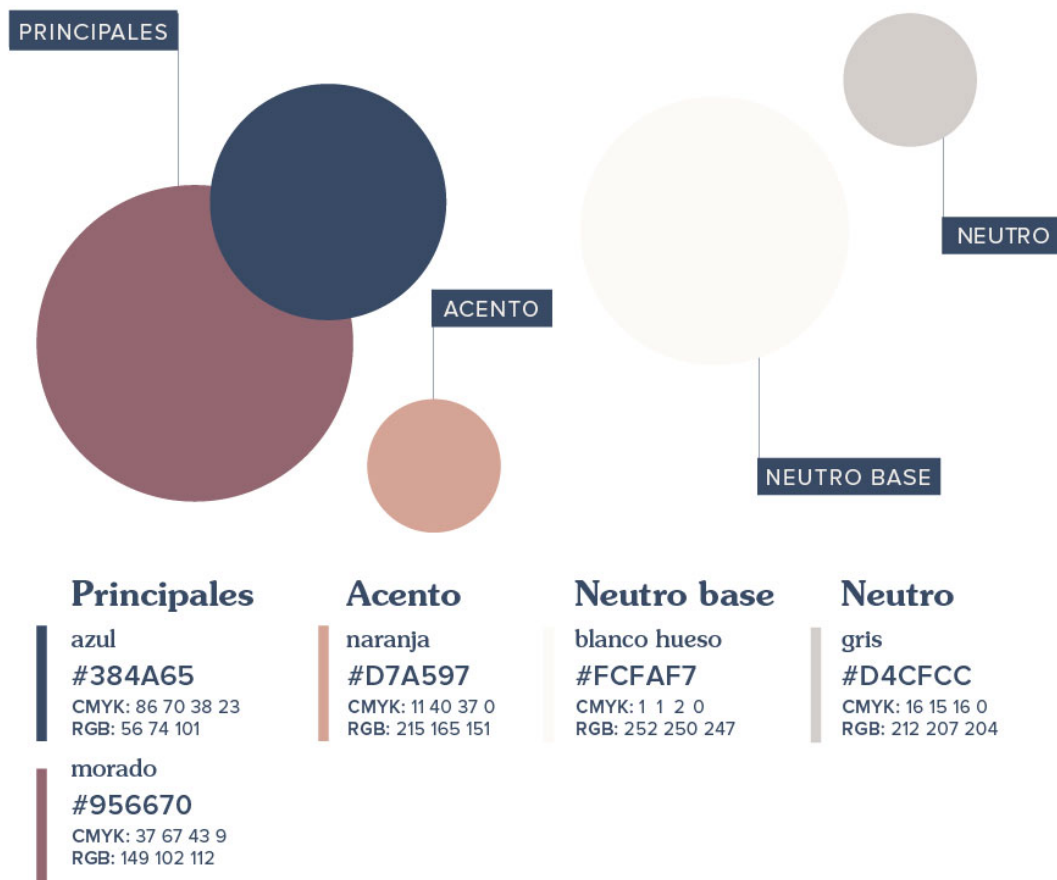 PRINCIPALES
NEUTRO
ACENTO
NEUTRO BASE
Principales
azul
#384A65
CMYK: 86 70 38 23
RGB: 56 74 101
morado
#956670
CMYK: 37 67 43 9
RGB: 149 102 112
Acento
naranja
#D7A597
CMYK: 11 40 37 0
RGB: 215 165 151
Neutro base
blanco hueso
#FCFAF7
CMYK: 1 1 2 0
RGB: 252 250 247
Neutro
gris
#D4CFCC
CMYK: 16 15 16 0
RGB: 212 207 204